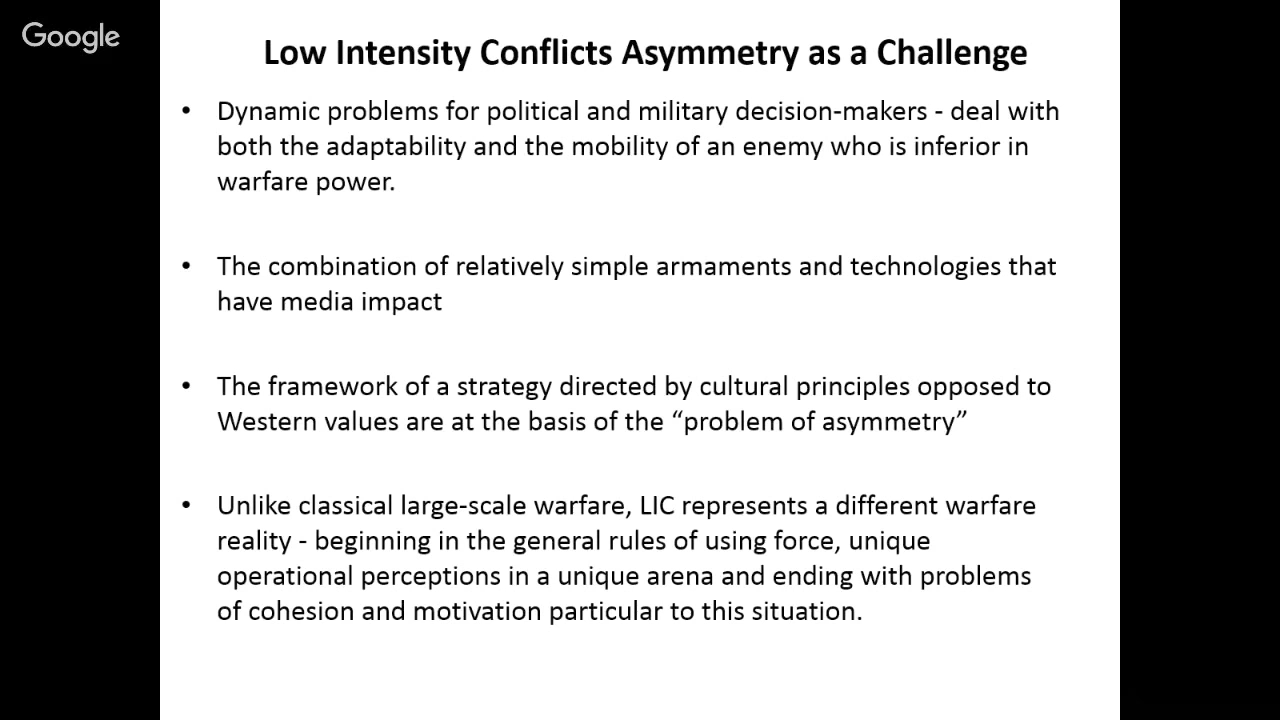 Google
Low Intensity Conflicts Asymmetry as a Challenge
• Dynamic problems for political and military decision-makers - deal with
both the adaptability and the mobility of an enemy who is inferior in
warfare power.
• The combination of relatively simple armaments and technologies that
have media impact
• The framework of a strategy directed by cultural principles opposed to
Western values are at the basis of the “problem of asymmetry”
• Unlike classical large-scale warfare, LIC represents a different warfare
reality - beginning in the general rules of using force, unique
operational perceptions in a unique arena and ending with problems
of cohesion and motivation particular to this situation.